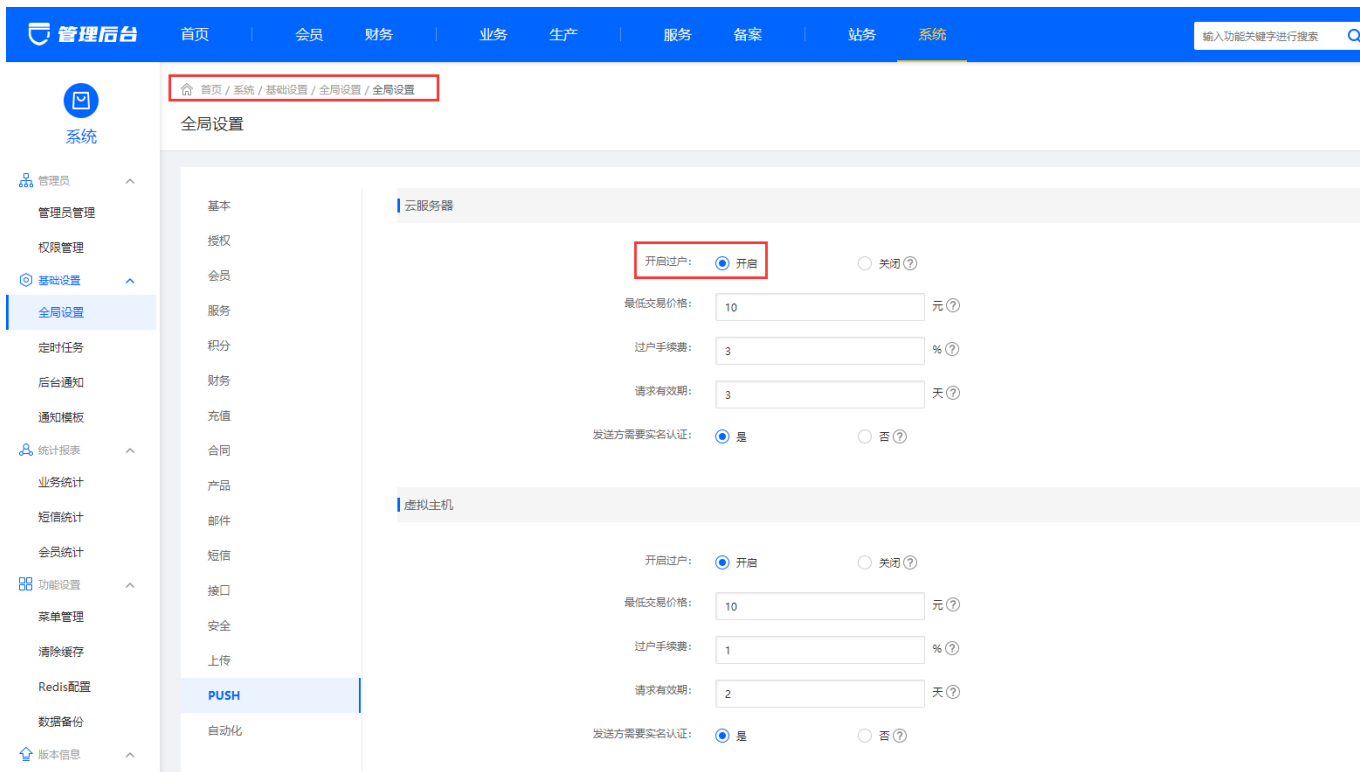 管理后台
首页 会员 财务 业务 生产 服务 备案 站务 系统
输入功能关键字进行搜索
系统
管理员
管理员管理
权限管理
基础设置
全局设置
定时任务
后台通知
通知模板
统计报表
业务统计
短信统计
会员统计
功能设置
菜单管理
清除缓存
Redis配置
数据备份
版本信息
首页 / 系统 / 基础设置 / 全局设置 / 全局设置
全局设置
基本
授权
会员
服务
积分
财务
充值
合同
产品
邮件
短信
接口
安全
上传
PUSH
自动化
云服务器
开启过户: 开启 关闭 ?
最低交易价格: 10 元 ?
过户手续费: 3 % ?
请求有效期: 3 天 ?
发送方需要实名认证: 是 否 ?
虚拟主机
开启过户: 开启 关闭 ?
最低交易价格: 10 元 ?
过户手续费: 1 % ?
请求有效期: 2 天 ?
发送方需要实名认证: 是 否 ?